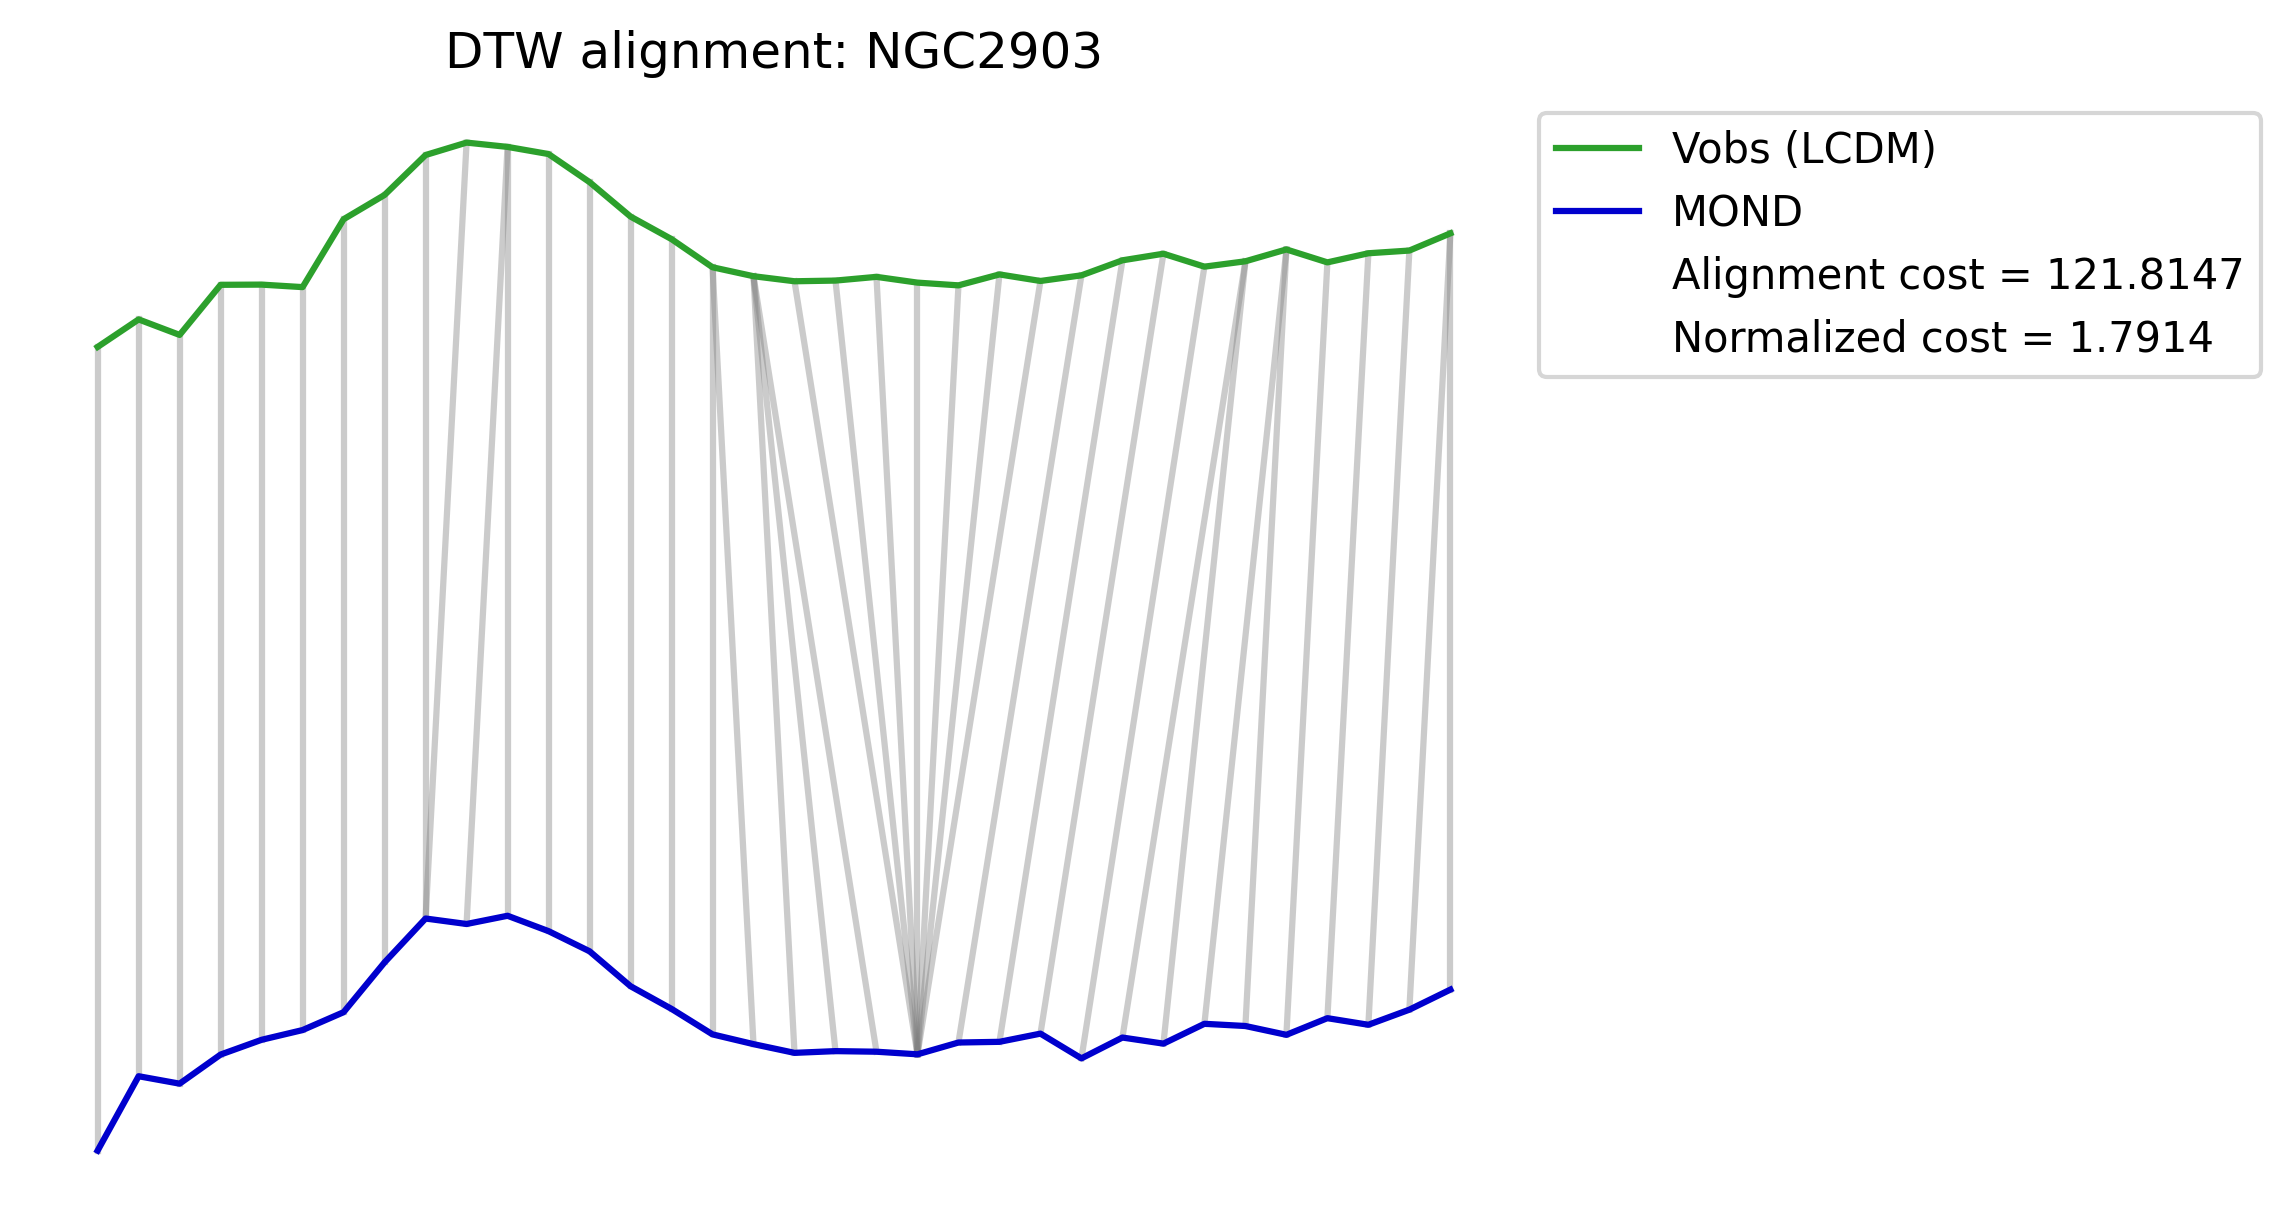 DTW alignment: NGC2903
Vobs (LCDM)
MOND
Alignment cost = 121.8147
Normalized cost = 1.7914